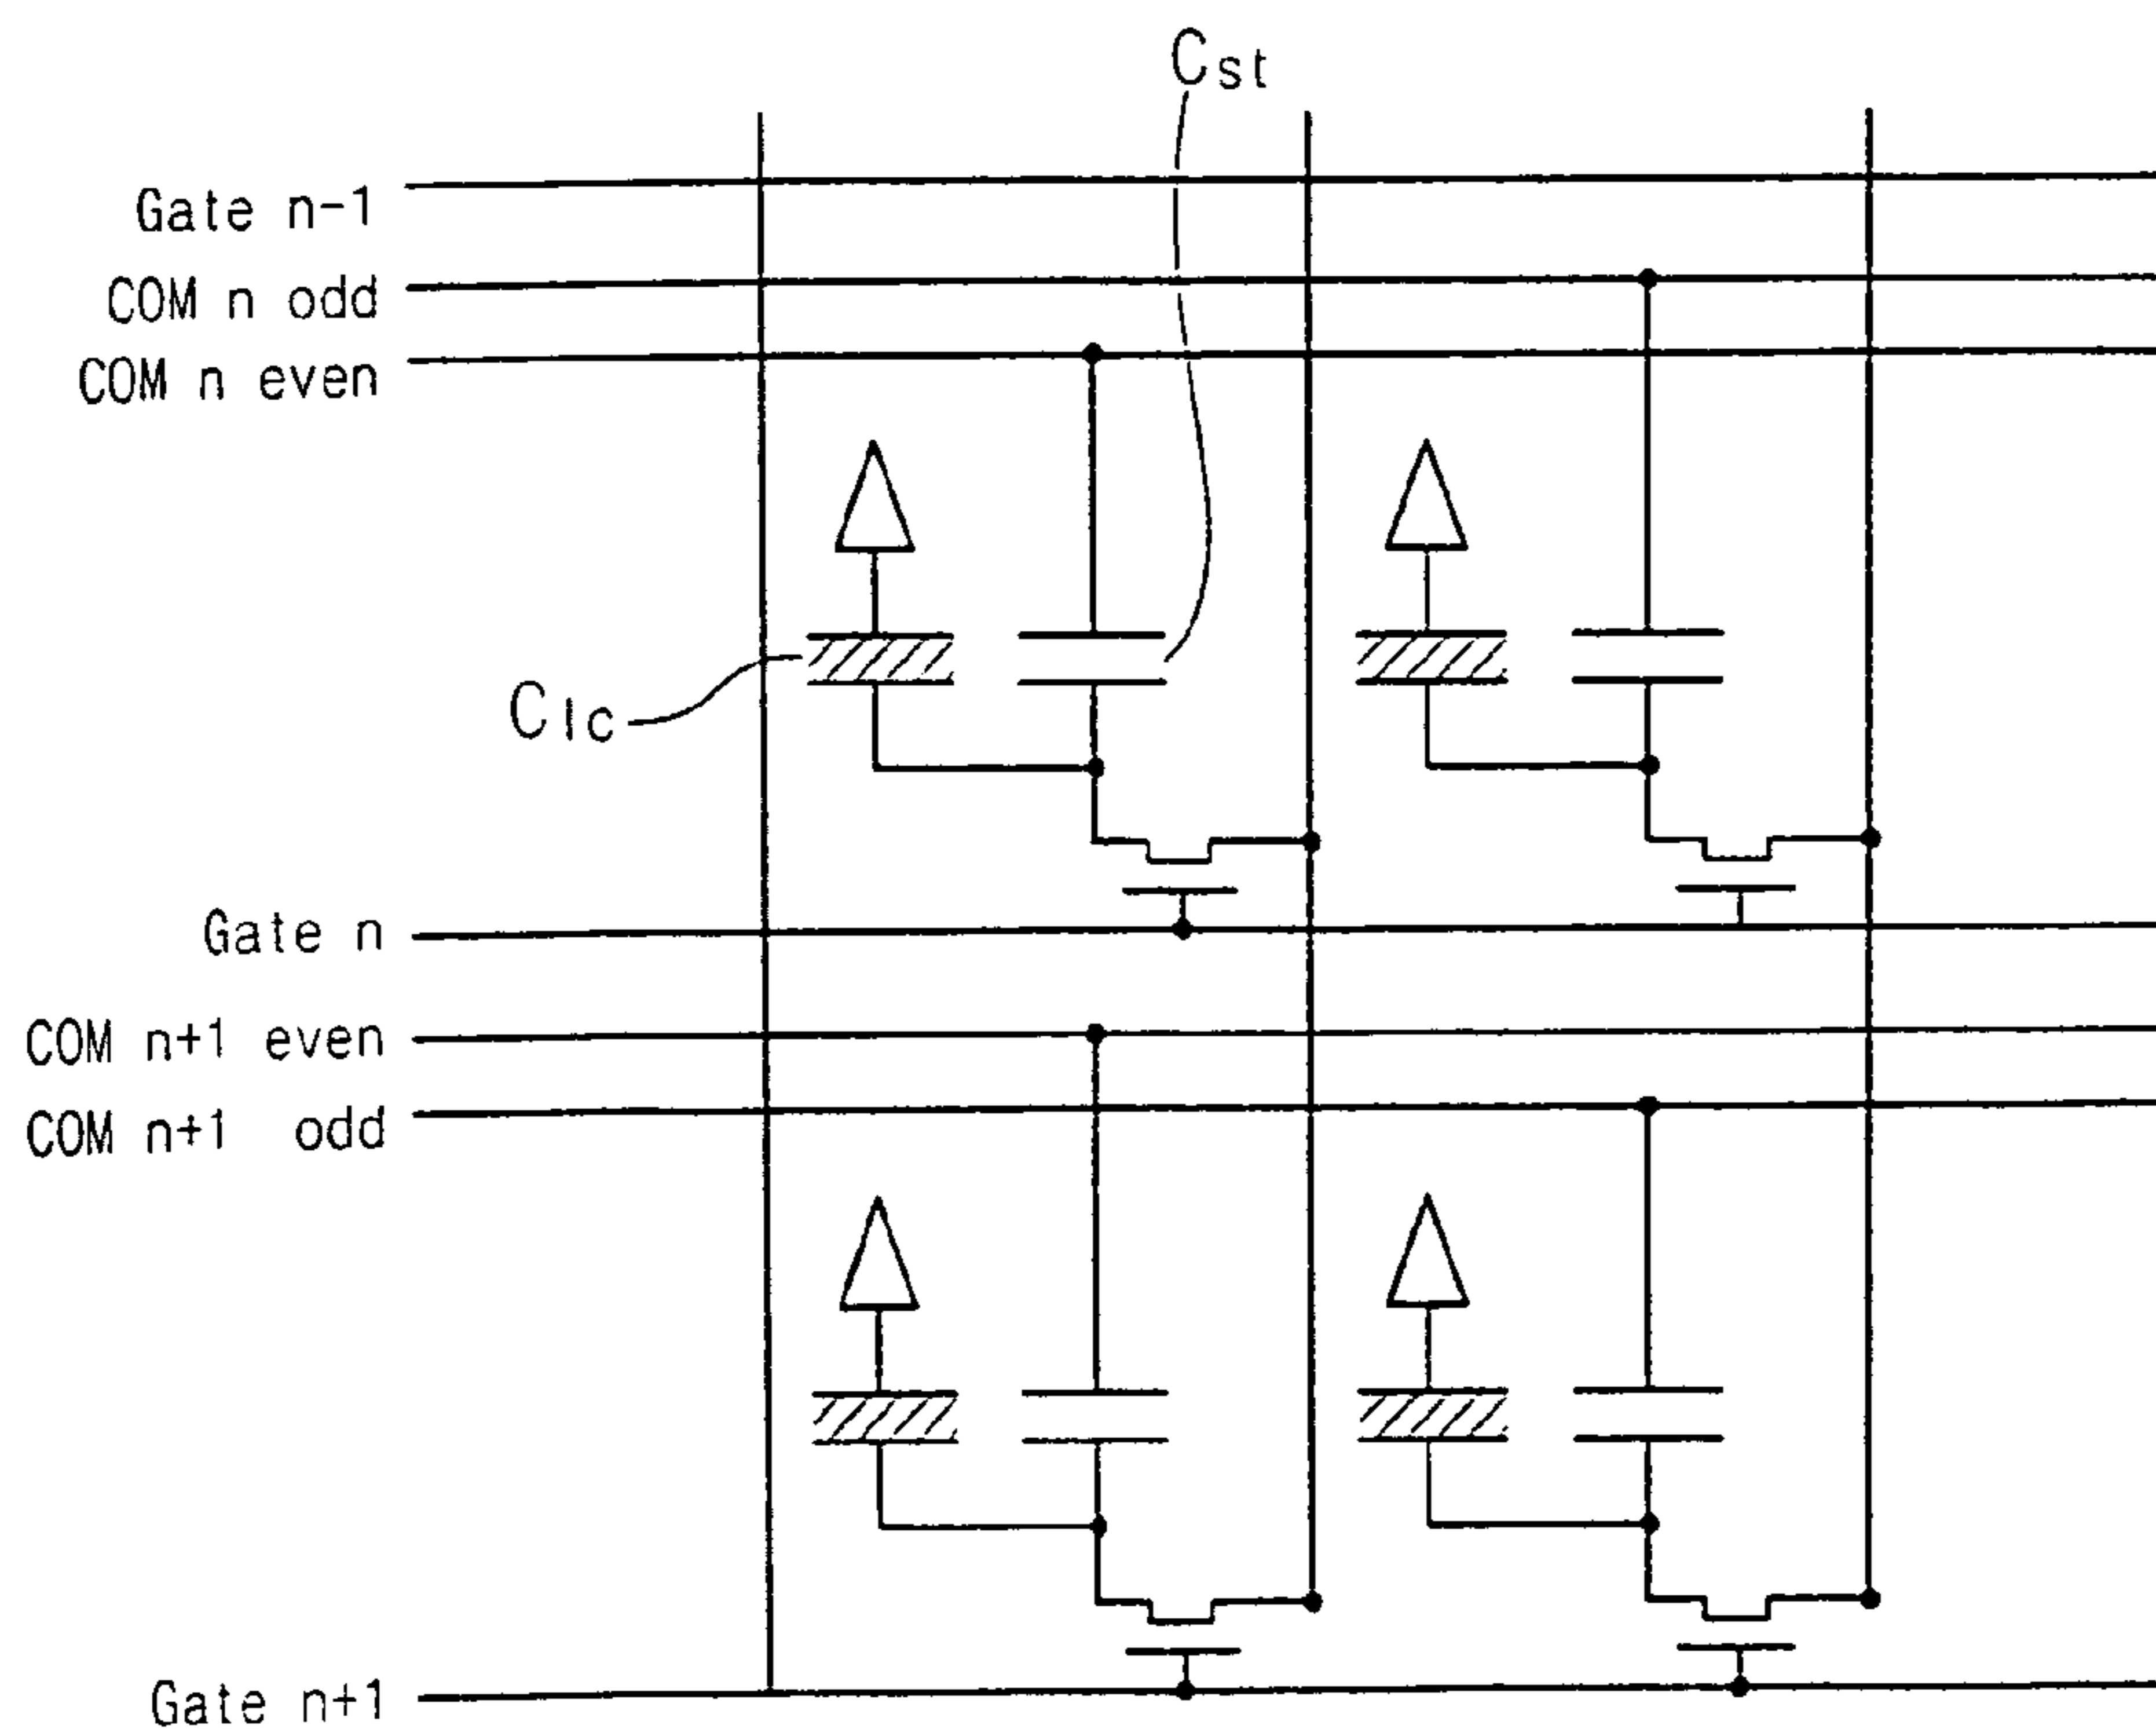 Cst
Gate n-1
COM n odd
COM n even
Clc
Gate n
COM n+1 even
COM n+1 odd
Gate n+1